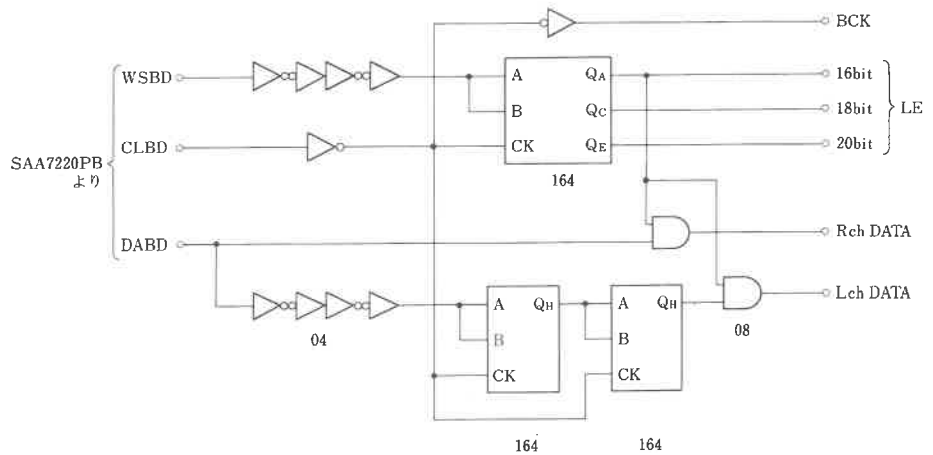 BCK
WSBD
A
QA
16bit
B
QC
18bit
LE
CLBD
CK
QE
20bit
SAA7220PB
より
164
DABD
Rch DATA
A
QH
A
QH
Lch DATA
B
B
04
08
CK
CK
164
164